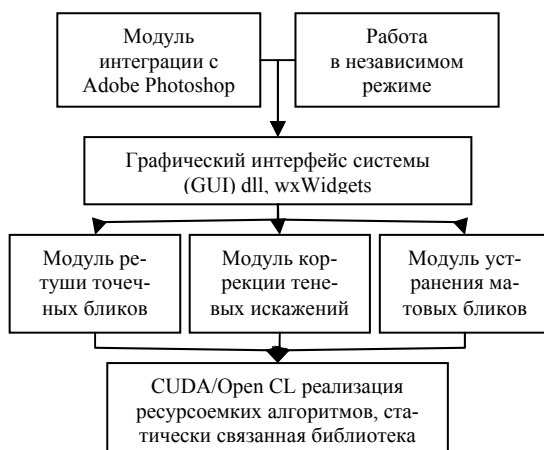 Модуль
интеграции с
Adobe Photoshop
Работа
в независимом
режиме
Графический интерфейс системы
(GUI) dll, wxWidgets
Модуль ре-
туши точеч-
ных бликов
Модуль кор-
рекции тене-
вых искажений
Модуль уст-
ранения ма-
товых бликов
CUDA/Open CL реализация
ресурсоемких алгоритмов, ста-
тически связанная библиотека